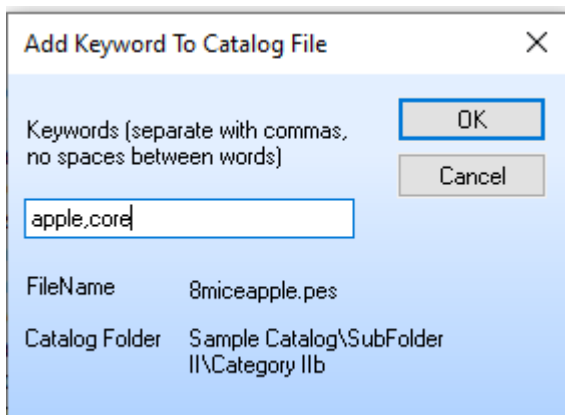 Add Keyword To Catalog File
Keywords (separate with commas,
no spaces between words)
OK
Cancel
apple,core
FileName 8miceapple.pes
Catalog Folder Sample Catalog\SubFolder
II\Category IIb